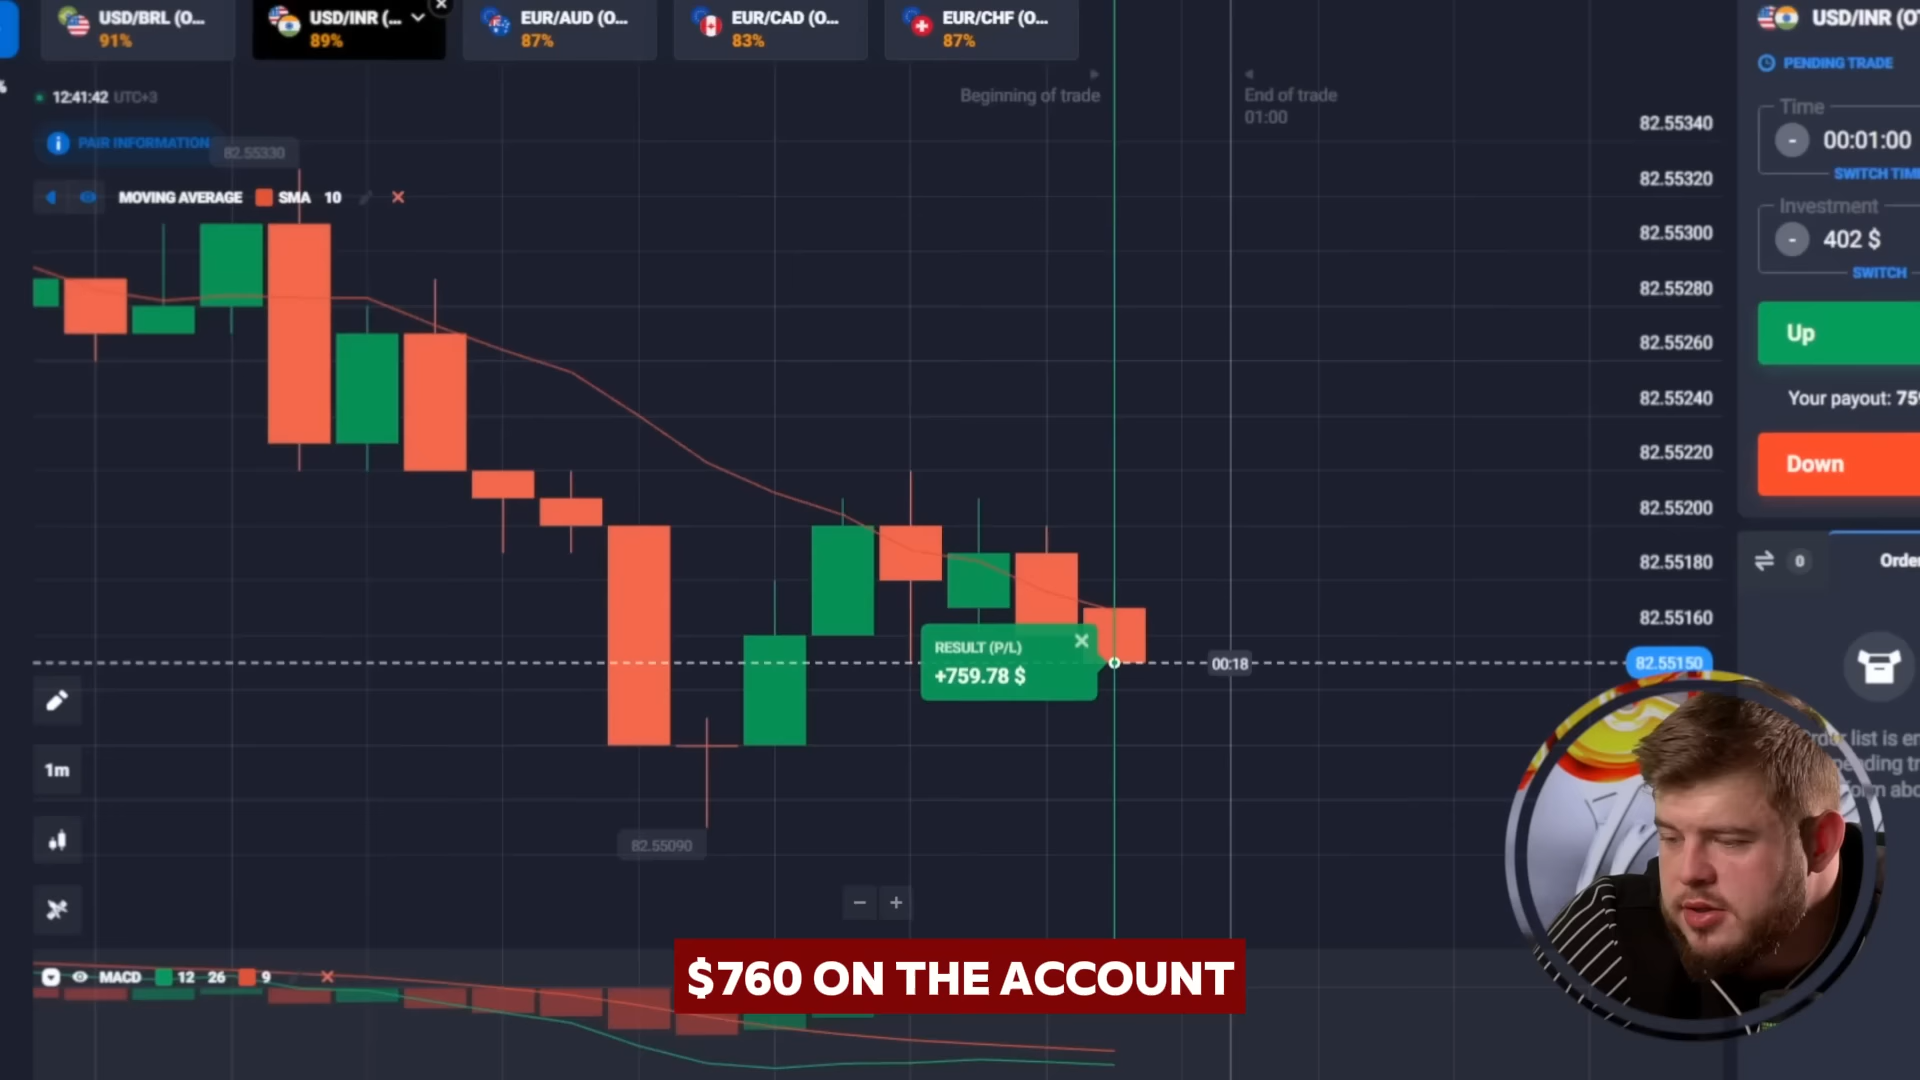 USD/BRL (O...
91%
USD/INR (...
89%
EUR/AUD (O...
87%
EUR/CAD (O...
83%
EUR/CHF (O...
87%
USD/INR (O
PENDING TRADE
12:41:42 UTC+3
PAIR INFORMATION
82.55330
MOVING AVERAGE SMA 10
Beginning of trade
End of trade
01:00
82.55340
82.55320
82.55300
82.55280
82.55260
82.55240
82.55220
82.55200
82.55180
82.55160
82.55150
Time
00:01:00
SWITCH TIM
Investment
402 $
SWITCH
Up
Your payout: 75
Down
0
Order
RESULT (P/L)
+759.78 $
00:18
1m
82.55090
MACD 12 26 9
$760 ON THE ACCOUNT